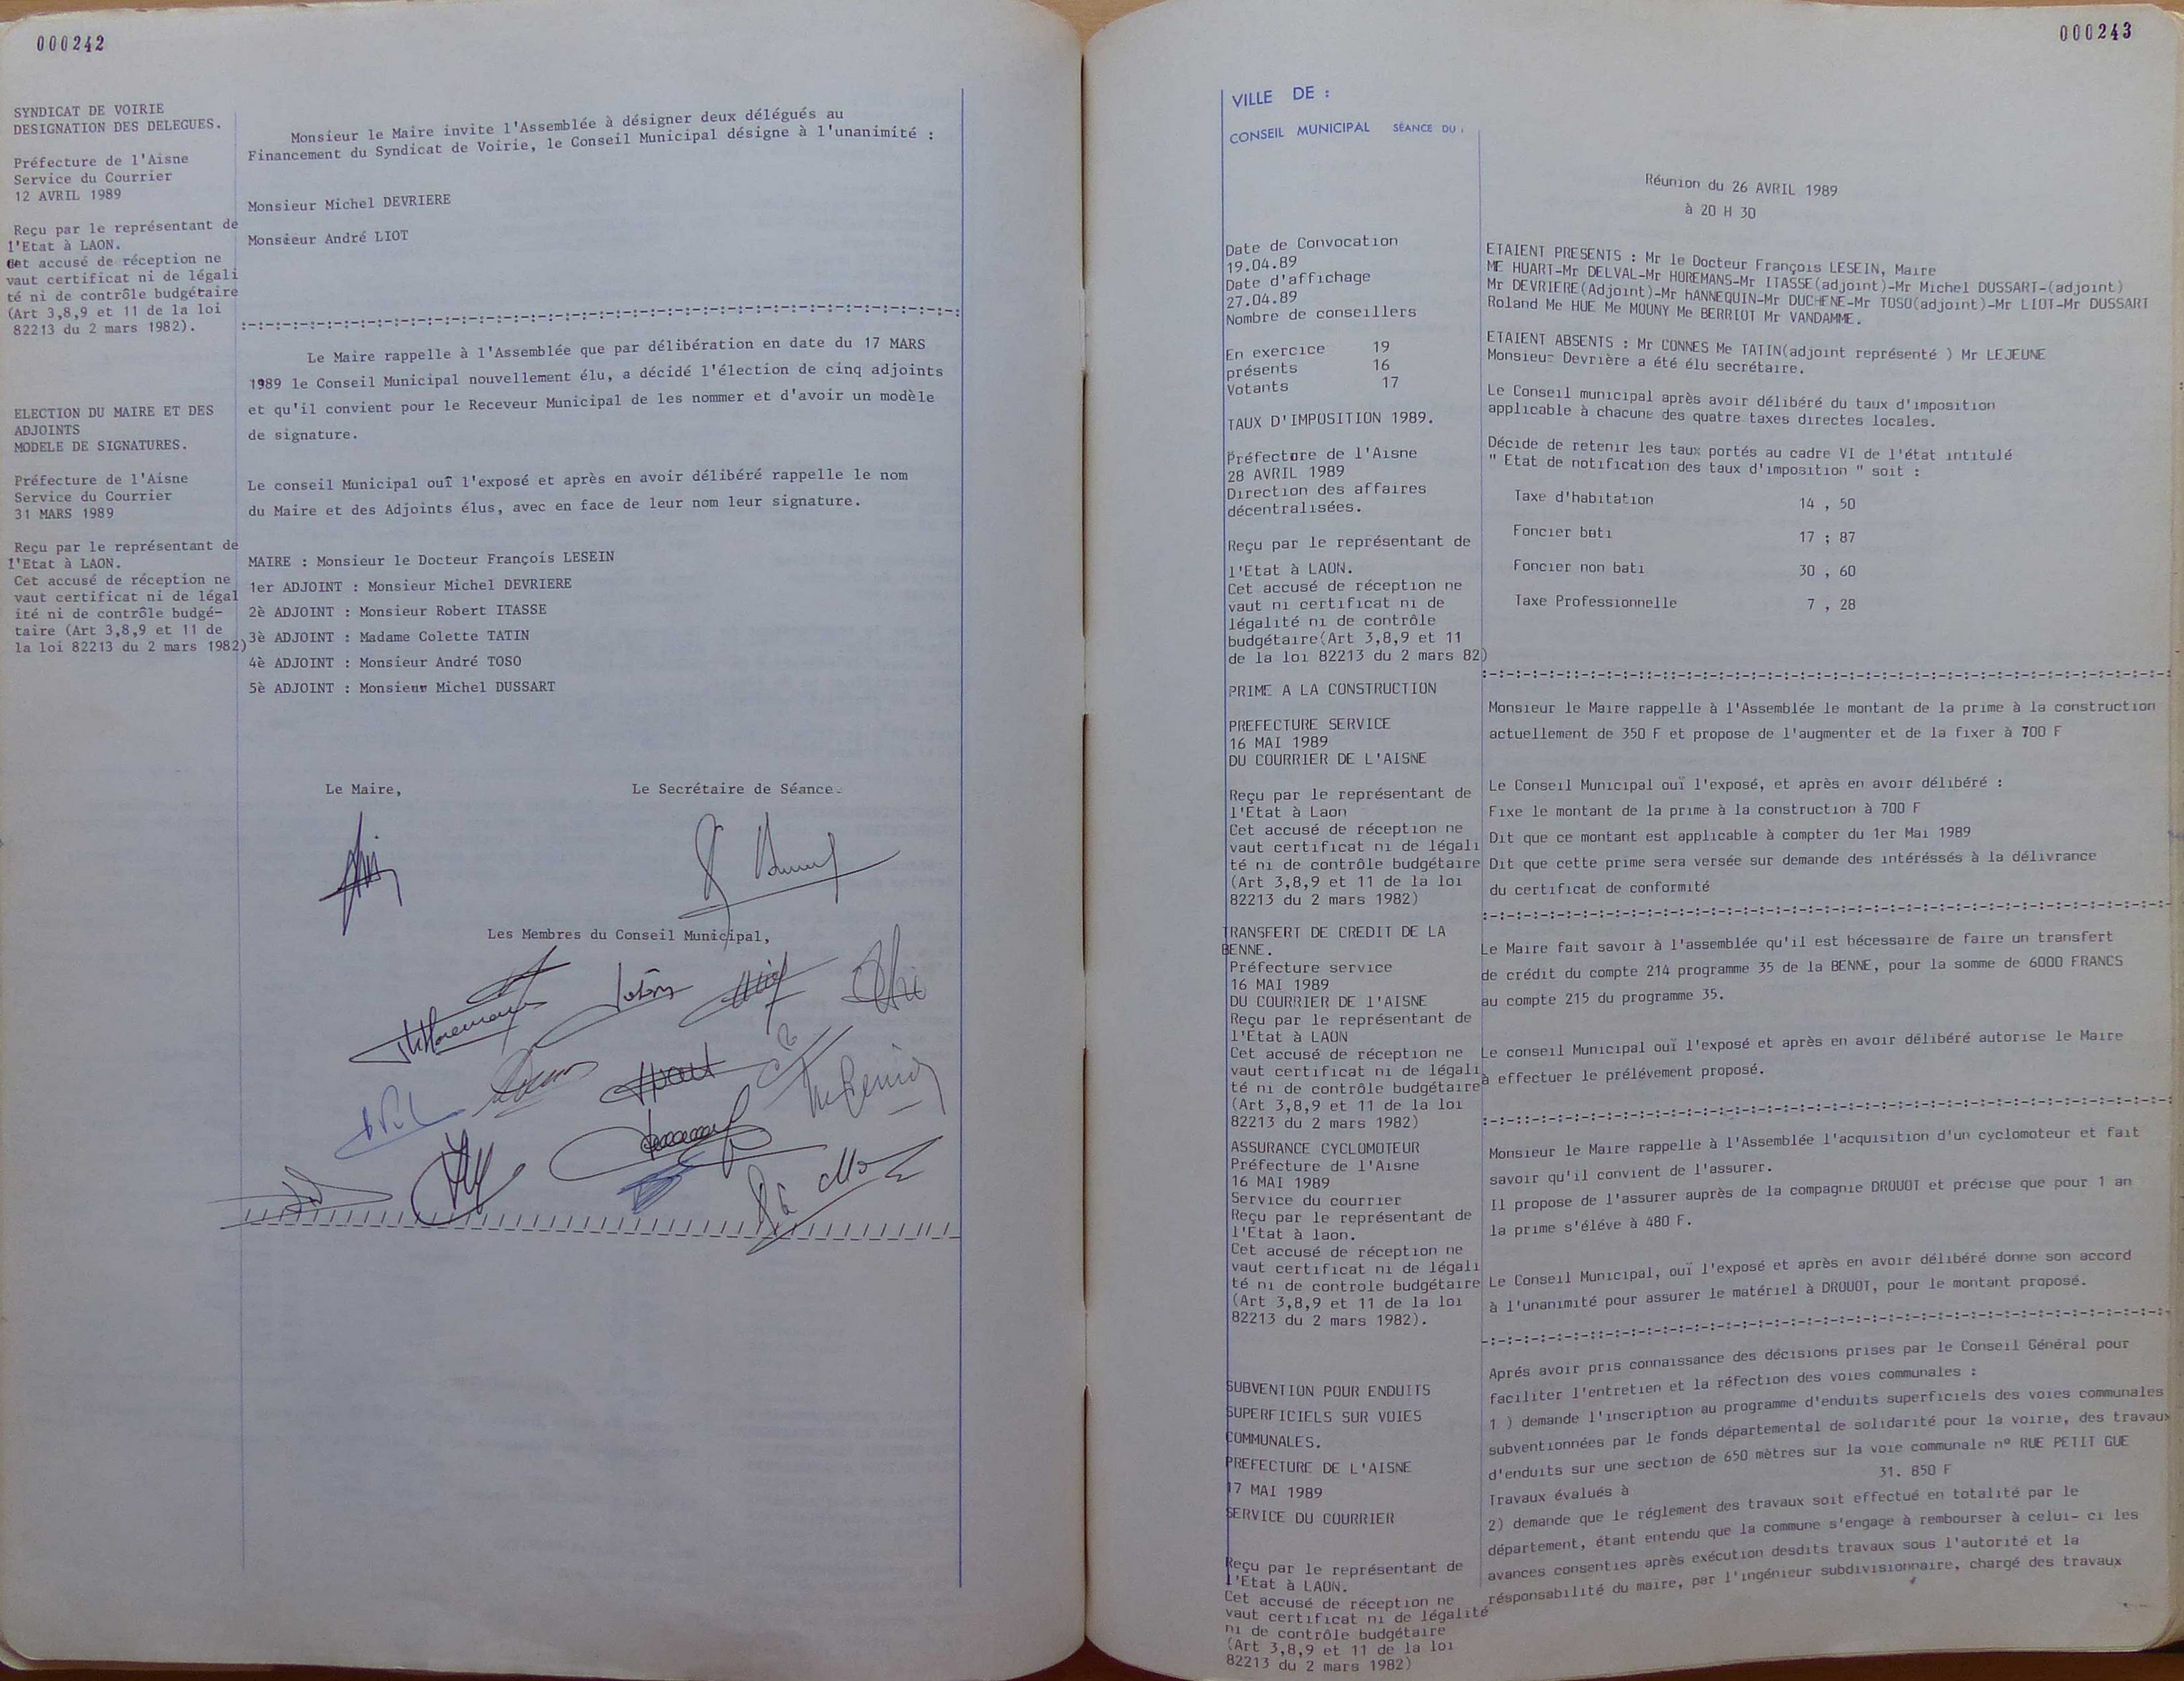 000242
SYNDICAT DE VOIRIE
DESIGNATION DES DELEGUES.
Préfecture de l'Aisne
Service du Courrier
12 AVRIL 1989
Reçu par le représentant de
l'Etat à LAON.
Cet accusé de réception ne
vaut certificat ni de légali
té ni de contrôle budgétaire
(Art 3,8,9 et 11 de la loi
82213 du 2 mars 1982).
Monsieur le Maire invite l'Assemblée à désigner deux délégués au
Financement du Syndicat de Voirie, le Conseil Municipal désigne à l'unanimité :
Monsieur Michel DEVRIERE
Monsieur André LIOT
ELECTION DU MAIRE ET DES
ADJOINTS
MODELE DE SIGNATURES.
Préfecture de l'Aisne
Service du Courrier
31 MARS 1989
Reçu par le représentant de
l'Etat à LAON.
Cet accusé de réception ne
vaut certificat ni de légal
ité ni de contrôle budgé-
taire (Art 3,8,9 et 11 de
la loi 82213 du 2 mars 1982)
Le Maire rappelle à l'Assemblée que par délibération en date du 17 MARS
1989 le Conseil Municipal nouvellement élu, a décidé l'élection de cinq adjoints
et qu'il convient pour le Receveur Municipal de les nommer et d'avoir un modèle
de signature.
Le conseil Municipal ouî l'exposé et après en avoir délibéré rappelle le nom
du Maire et des Adjoints élus, avec en face de leur nom leur signature.
MAIRE : Monsieur le Docteur François LESEIN
1er ADJOINT : Monsieur Michel DEVRIERE
2è ADJOINT : Monsieur Robert ITASSE
3è ADJOINT : Madame Colette TATIN
4è ADJOINT : Monsieur André TOSO
5è ADJOINT : Monsieur Michel DUSSART
Le Maire,
Le Secrétaire de Séance.
Les Membres du Conseil Municipal,
000243
VILLE DE :
CONSEIL MUNICIPAL SÉANCE DU :
Réunion du 26 AVRIL 1989
à 20 H 30
Date de Convocation
19.04.89
Date d'affichage
27.04.89
Nombre de conseillers
En exercice 19
présents 16
Votants 17
ETAIENT PRESENTS : Mr le Docteur François LESEIN, Maire
ME HUART-Mr DELVAL-Mr HOREMANS-Mr ITASSE(adjoint)-Mr Michel DUSSART-(adjoint)
Mr DEVRIERE(Adjoint)-Mr hANNEQUIN-Mr DUCHENE-Mr TOSO(adjoint)-Mr LIOT-Mr DUSSART
Roland Me HUE Me MOUNY Me BERRIOT Mr VANDAMME.
ETAIENT ABSENTS : Mr CONNES Me TATIN(adjoint représenté ) Mr LEJEUNE
Monsieur Devrière a été élu secrétaire.
TAUX D'IMPOSITION 1989.
Préfecture de l'Aisne
28 AVRIL 1989
Direction des affaires
décentralisées.
Reçu par le représentant de
l'Etat à LAON.
Cet accusé de réception ne
vaut ni certificat ni de
légalité ni de contrôle
budgétaire(Art 3,8,9 et 11
de la loi 82213 du 2 mars 82)
Le Conseil municipal après avoir délibéré du taux d'imposition
applicable à chacune des quatre taxes directes locales.
Décide de retenir les taux portés au cadre VI de l'état intitulé
" Etat de notification des taux d'imposition " soit :
Taxe d'habitation 14 , 50
Foncier bati 17 ; 87
Foncier non bati 30 , 60
Taxe Professionnelle 7 , 28
PRIME A LA CONSTRUCTION
PREFECTURE SERVICE
16 MAI 1989
DU COURRIER DE L'AISNE
Reçu par le représentant de
l'Etat à Laon
Cet accusé de réception ne
vaut certificat ni de légali
té ni de contrôle budgétaire
(Art 3,8,9 et 11 de la loi
82213 du 2 mars 1982)
Monsieur le Maire rappelle à l'Assemblée le montant de la prime à la construction
actuellement de 350 F et propose de l'augmenter et de la fixer à 700 F
Le Conseil Municipal ouï l'exposé, et après en avoir délibéré :
Fixe le montant de la prime à la construction à 700 F
Dit que ce montant est applicable à compter du 1er Mai 1989
Dit que cette prime sera versée sur demande des intéréssés à la délivrance
du certificat de conformité
TRANSFERT DE CREDIT DE LA
BENNE.
Préfecture service
16 MAI 1989
DU COURRIER DE l'AISNE
Reçu par le représentant de
l'Etat à LAON
Cet accusé de réception ne
vaut certificat ni de légali
té ni de contrôle budgétaire
(Art 3,8,9 et 11 de la loi
82213 du 2 mars 1982)
Le Maire fait savoir à l'assemblée qu'il est hécessaire de faire un transfert
de crédit du compte 214 programme 35 de la BENNE, pour la somme de 6000 FRANCS
au compte 215 du programme 35.
Le conseil Municipal ouï l'exposé et après en avoir délibéré autorise le Maire
à effectuer le prélévement proposé.
ASSURANCE CYCLOMOTEUR
Préfecture de l'Aisne
16 MAI 1989
Service du courrier
Reçu par le représentant de
l'Etat à laon.
Cet accusé de réception ne
vaut certificat ni de légali
té ni de controle budgétaire
(Art 3,8,9 et 11 de la loi
82213 du 2 mars 1982).
Monsieur le Maire rappelle à l'Assemblée l'acquisition d'un cyclomoteur et fait
savoir qu'il convient de l'assurer.
Il propose de l'assurer auprès de la compagnie DROUOT et précise que pour 1 an
la prime s'éléve à 480 F.
Le Conseil Municipal, ouï l'exposé et après en avoir délibéré donne son accord
à l'unanimité pour assurer le matériel à DROUOT, pour le montant proposé.
SUBVENTION POUR ENDUITS
SUPERFICIELS SUR VOIES
COMMUNALES.
PREFECTURE DE L'AISNE
17 MAI 1989
SERVICE DU COURRIER
Reçu par le représentant de
l'Etat à LAON.
Cet accusé de réception ne
vaut certificat ni de légalité
ni de contrôle budgétaire
(Art 3,8,9 et 11 de la loi
82213 du 2 mars 1982)
Aprés avoir pris connaissance des décisions prises par le Conseil Général pour
faciliter l'entretien et la réfection des voies communales :
1 ) demande l'inscription au programme d'enduits superficiels des voies communales
subventionnées par le fonds départemental de solidarité pour la voirie, des travaux
d'enduits sur une section de 650 mètres sur la voie communale n° RUE PETIT GUE
Travaux évalués à 31. 850 F
2) demande que le réglement des travaux soit effectué en totalité par le
département, étant entendu que la commune s'engage à rembourser à celui- ci les
avances consenties après exécution desdits travaux sous l'autorité et la
résponsabilité du maire, par l'ingénieur subdivisionnaire, chargé des travaux